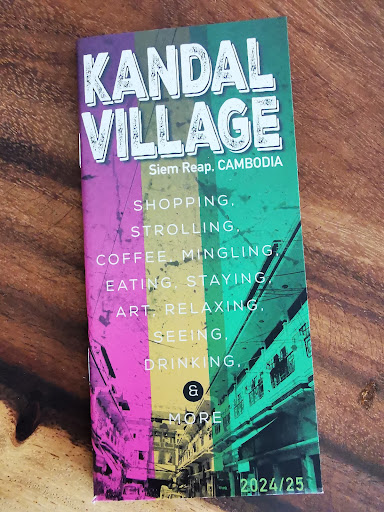 KANDAL
VILLAGE
Siem Reap, CAMBODIA
SHOPPING,
STROLLING,
COFFEE, MINGLING,
EATING, STAYING,
ART, RELAXING,
SEEING,
DRINKING,
&
MORE
2024/25